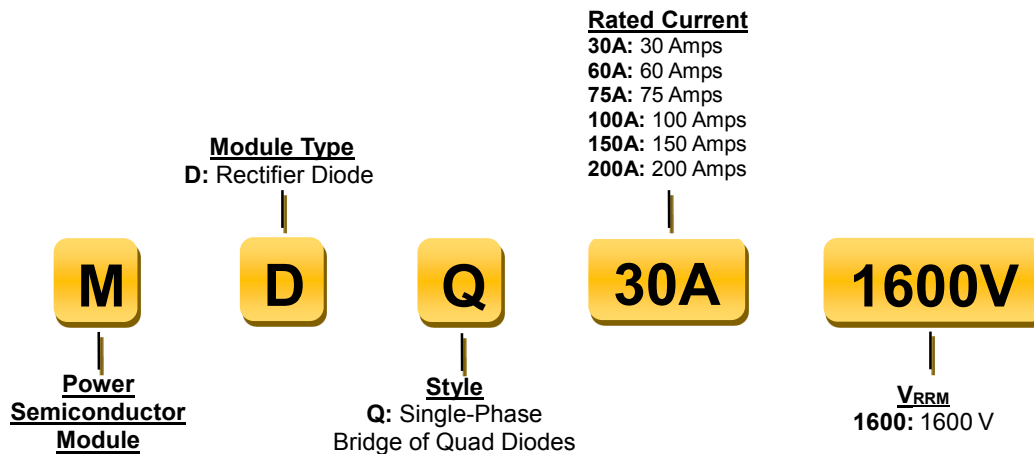 Rated Current
30A: 30 Amps
60A: 60 Amps
75A: 75 Amps
100A: 100 Amps
150A: 150 Amps
200A: 200 Amps
Module Type
D: Rectifier Diode
M D Q 30A 1600V
Power
Semiconductor
Module
Style
Q: Single-Phase
Bridge of Quad Diodes
VRRM
1600: 1600 V